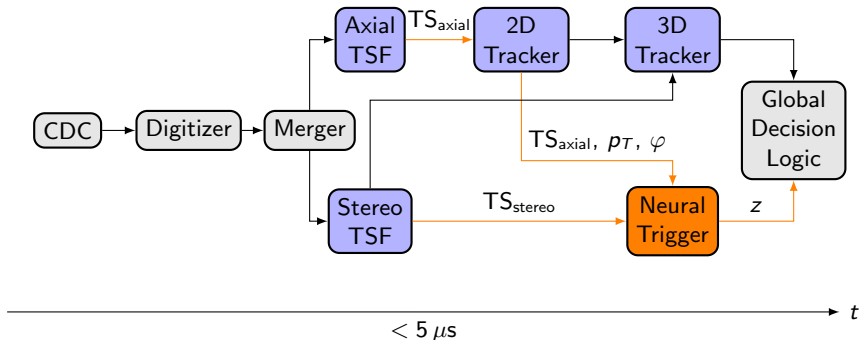 Axial
TSF
TS_axial
2D
Tracker
3D
Tracker
CDC
Digitizer
Merger
Global
Decision
Logic
TS_axial, p_T, φ
Stereo
TSF
TS_stereo
Neural
Trigger
z
t
< 5 μs